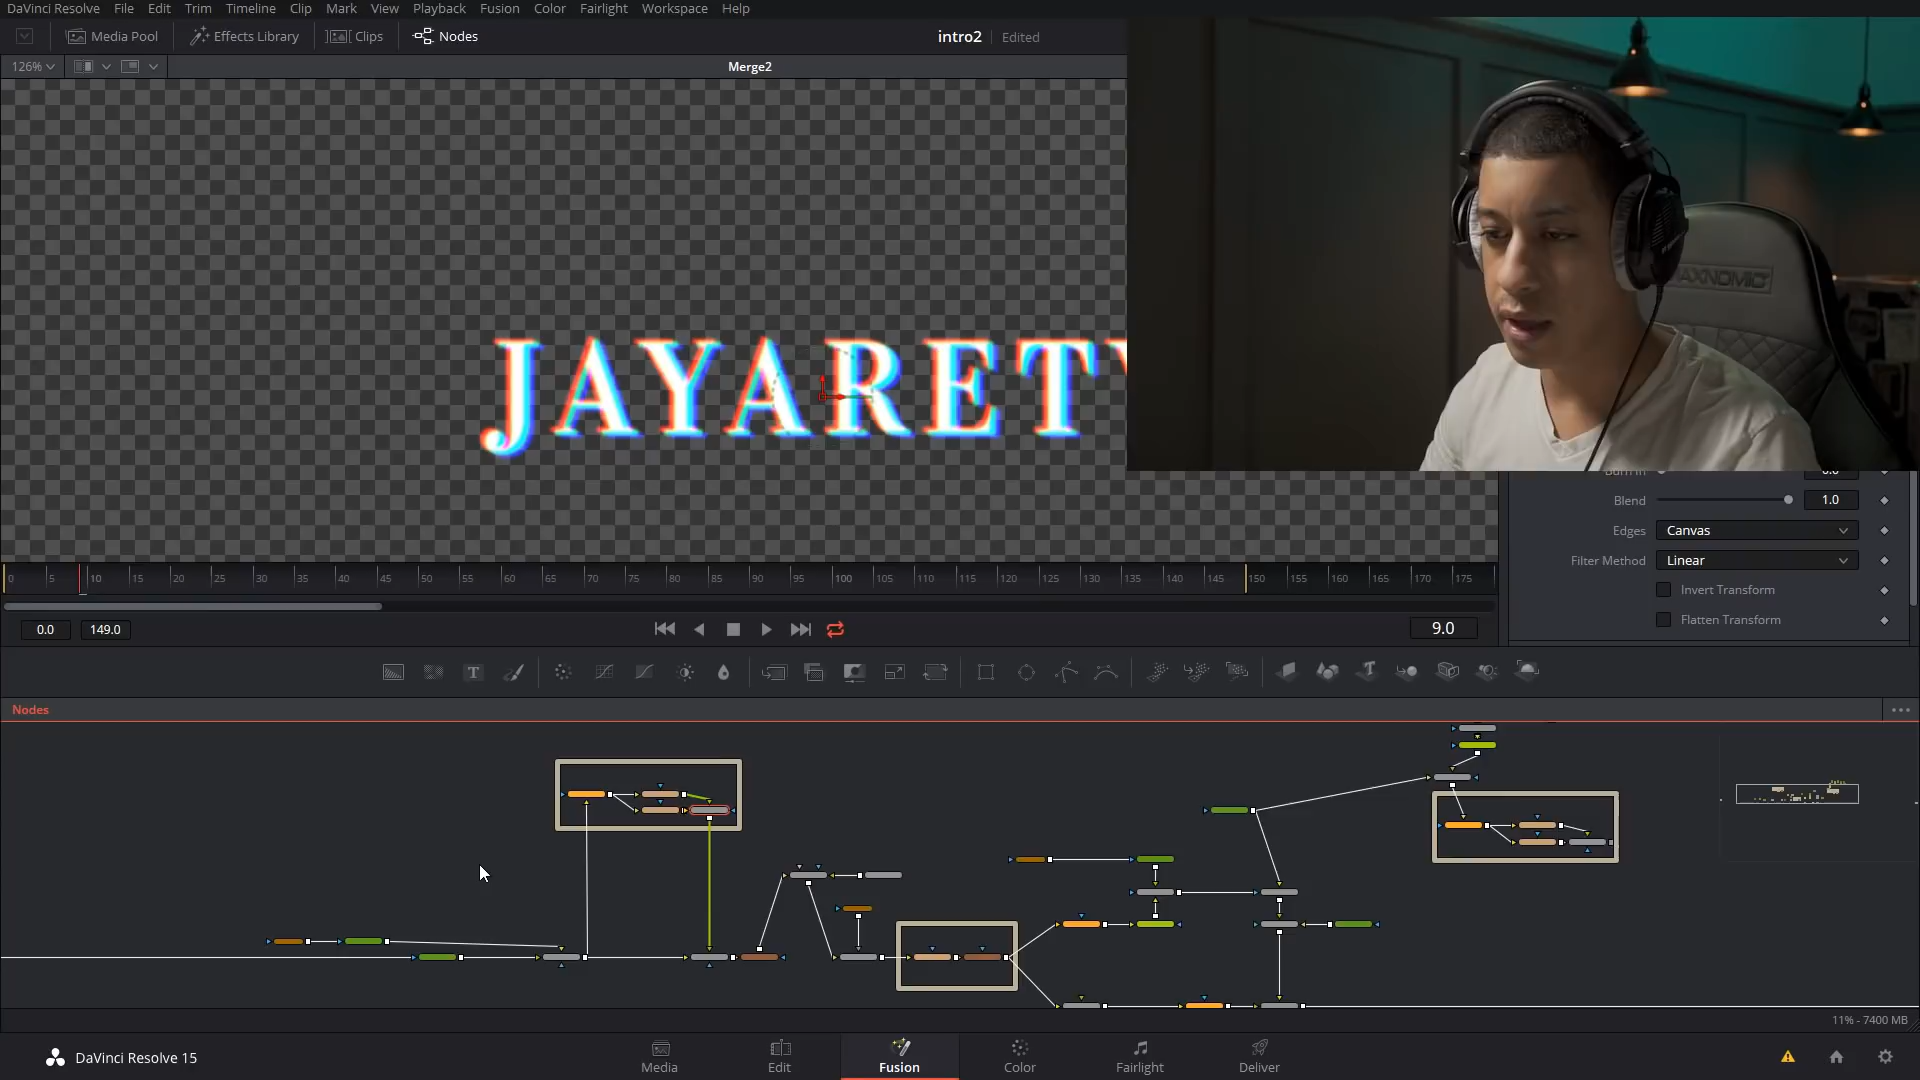 DaVinci Resolve File Edit Trim Timeline Clip Mark View Playback Fusion Color Fairlight Workspace Help
Media Pool Effects Library Clips Nodes intro2 Edited
126% Merge2
JAYARET
AXNOMIC
Blend 1.0
Edges Canvas
Filter Method Linear
Invert Transform
Flatten Transform
0 5 10 15 20 25 30 35 40 45 50 55 60 65 70 75 80 85 90 95 100 105 110 115 120 125 130 135 140 145 150 155 160 165 170 175
0.0 149.0 9.0
Nodes
11% - 7400 MB
DaVinci Resolve 15 Media Edit Fusion Color Fairlight Deliver